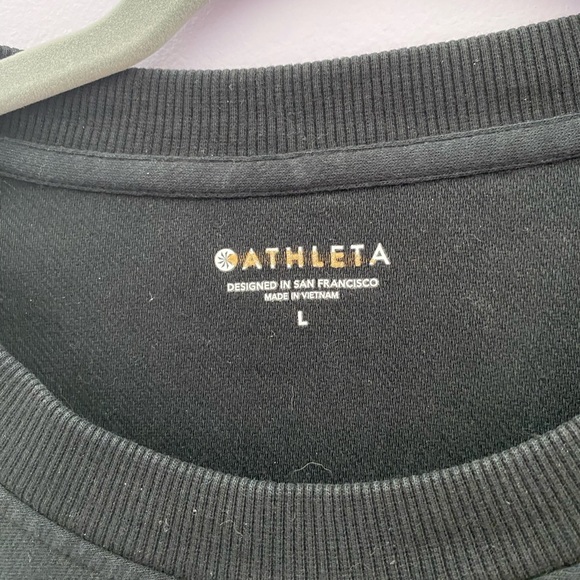 ATHLETA
DESIGNED IN SAN FRANCISCO
MADE IN VIETNAM
L